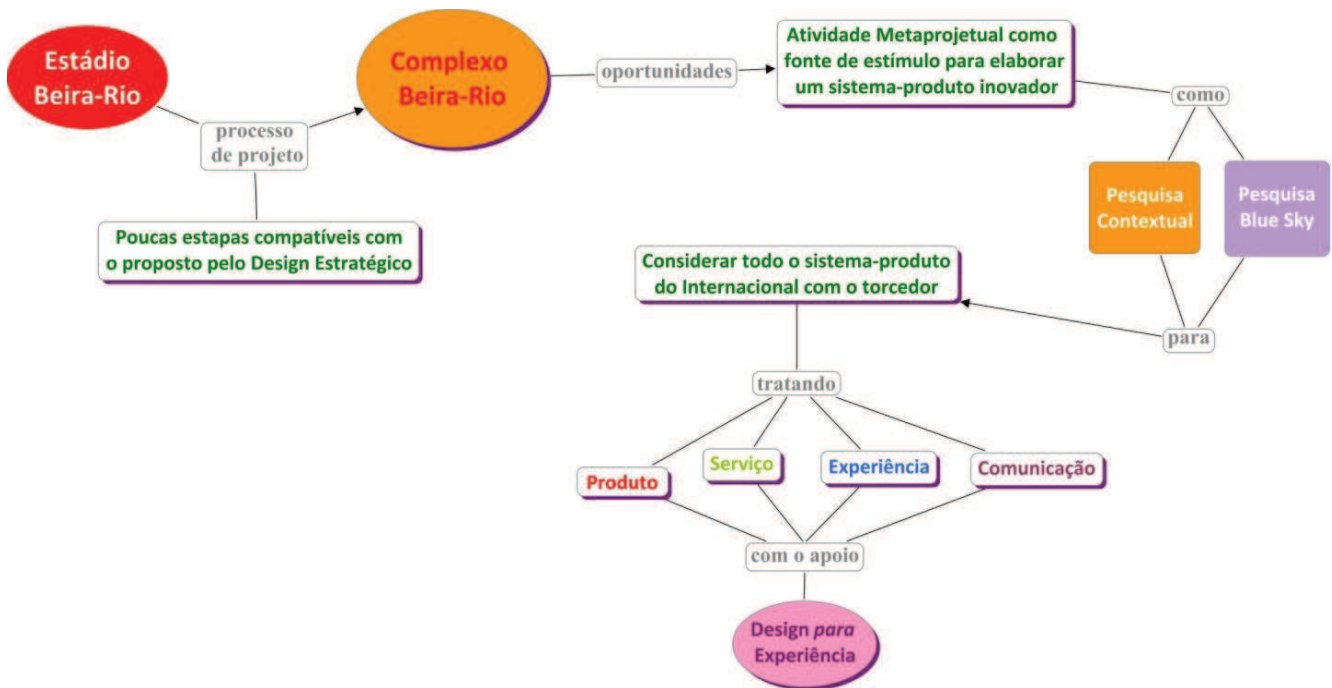 Estádio
Beira-Rio
processo
de projeto
Poucas estapas compatíveis com
o proposto pelo Design Estratégico
Complexo
Beira-Rio
oportunidades
Atividade Metaprojetual como
fonte de estímulo para elaborar
um sistema-produto inovador
como
Pesquisa
Contextual
Pesquisa
Blue Sky
para
Considerar todo o sistema-produto
do Internacional com o torcedor
tratando
Produto
Serviço
Experiência
Comunicação
com o apoio
Design para
Experiência